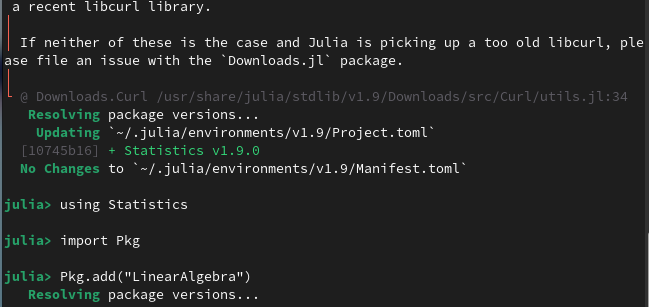 a recent libcurl library.
If neither of these is the case and Julia is picking up a too old libcurl, ple
ase file an issue with the `Downloads.jl` package.
@ Downloads.Curl /usr/share/julia/stdlib/v1.9/Downloads/src/Curl/utils.jl:34
Resolving package versions...
Updating `~/.julia/environments/v1.9/Project.toml`
[10745b16] + Statistics v1.9.0
No Changes to `~/.julia/environments/v1.9/Manifest.toml`
julia> using Statistics
julia> import Pkg
julia> Pkg.add("LinearAlgebra")
Resolving package versions...